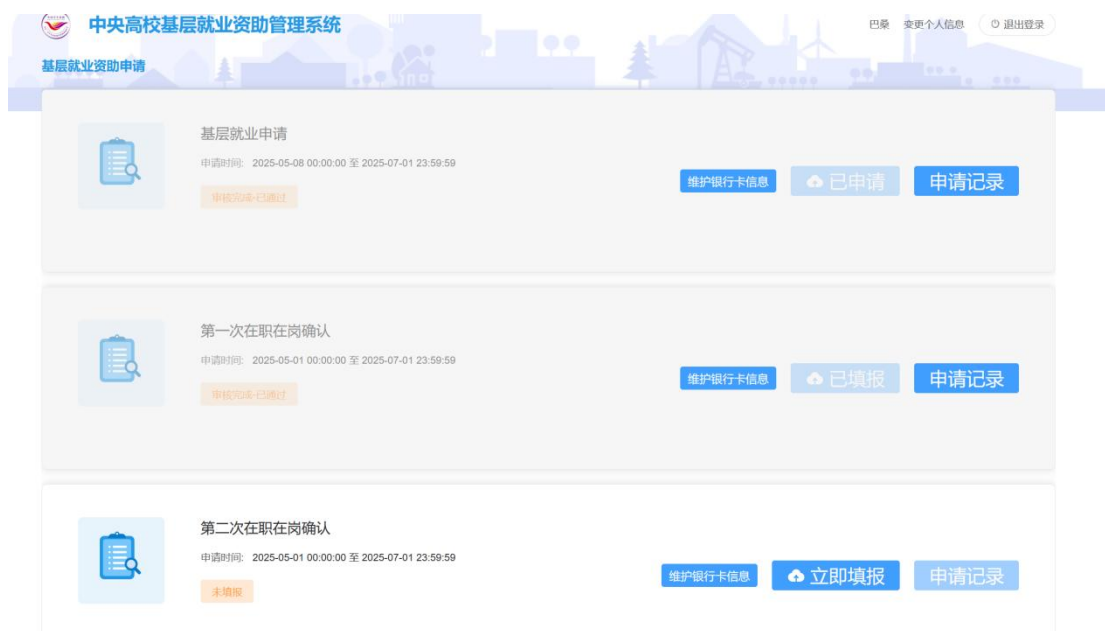 中央高校基层就业资助管理系统
巴桑 变更个人信息 退出登录
基层就业资助申请
基层就业申请
申请时间: 2025-05-08 00:00:00 至 2025-07-01 23:59:59
维护银行卡信息 已申请 申请记录
审核完成-已通过
第一次在职在岗确认
申请时间: 2025-05-01 00:00:00 至 2025-07-01 23:59:59
维护银行卡信息 已填报 申请记录
审核完成-已通过
第二次在职在岗确认
申请时间: 2025-05-01 00:00:00 至 2025-07-01 23:59:59
维护银行卡信息 立即填报 申请记录
未填报